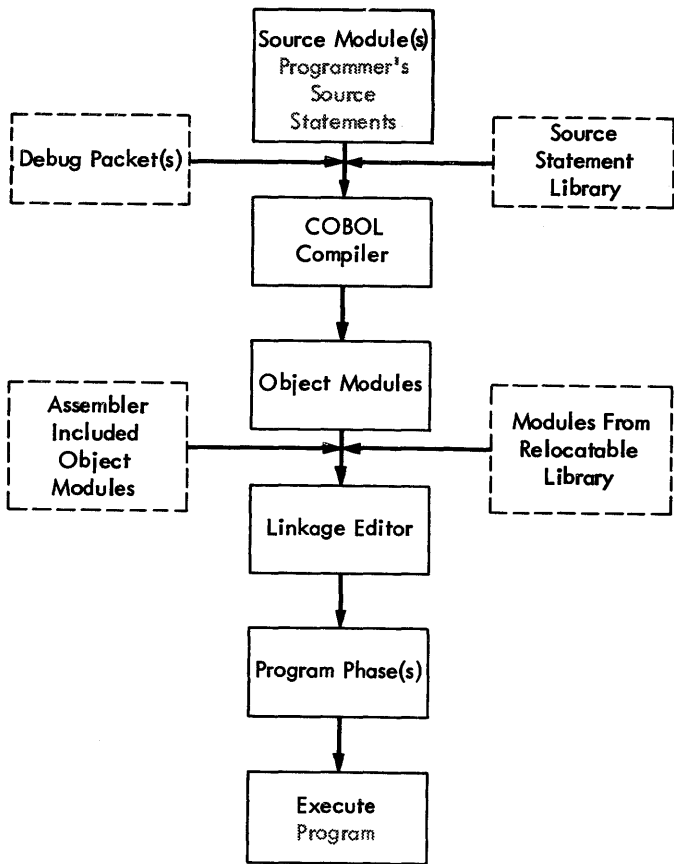 Source Module(s)
Programmer's
Source
Statements
Debug Packet(s)
Source
Statement
Library
COBOL
Compiler
Object Modules
Assembler
Included
Object
Modules
Modules From
Relocatable
Library
Linkage Editor
Program Phase(s)
Execute
Program